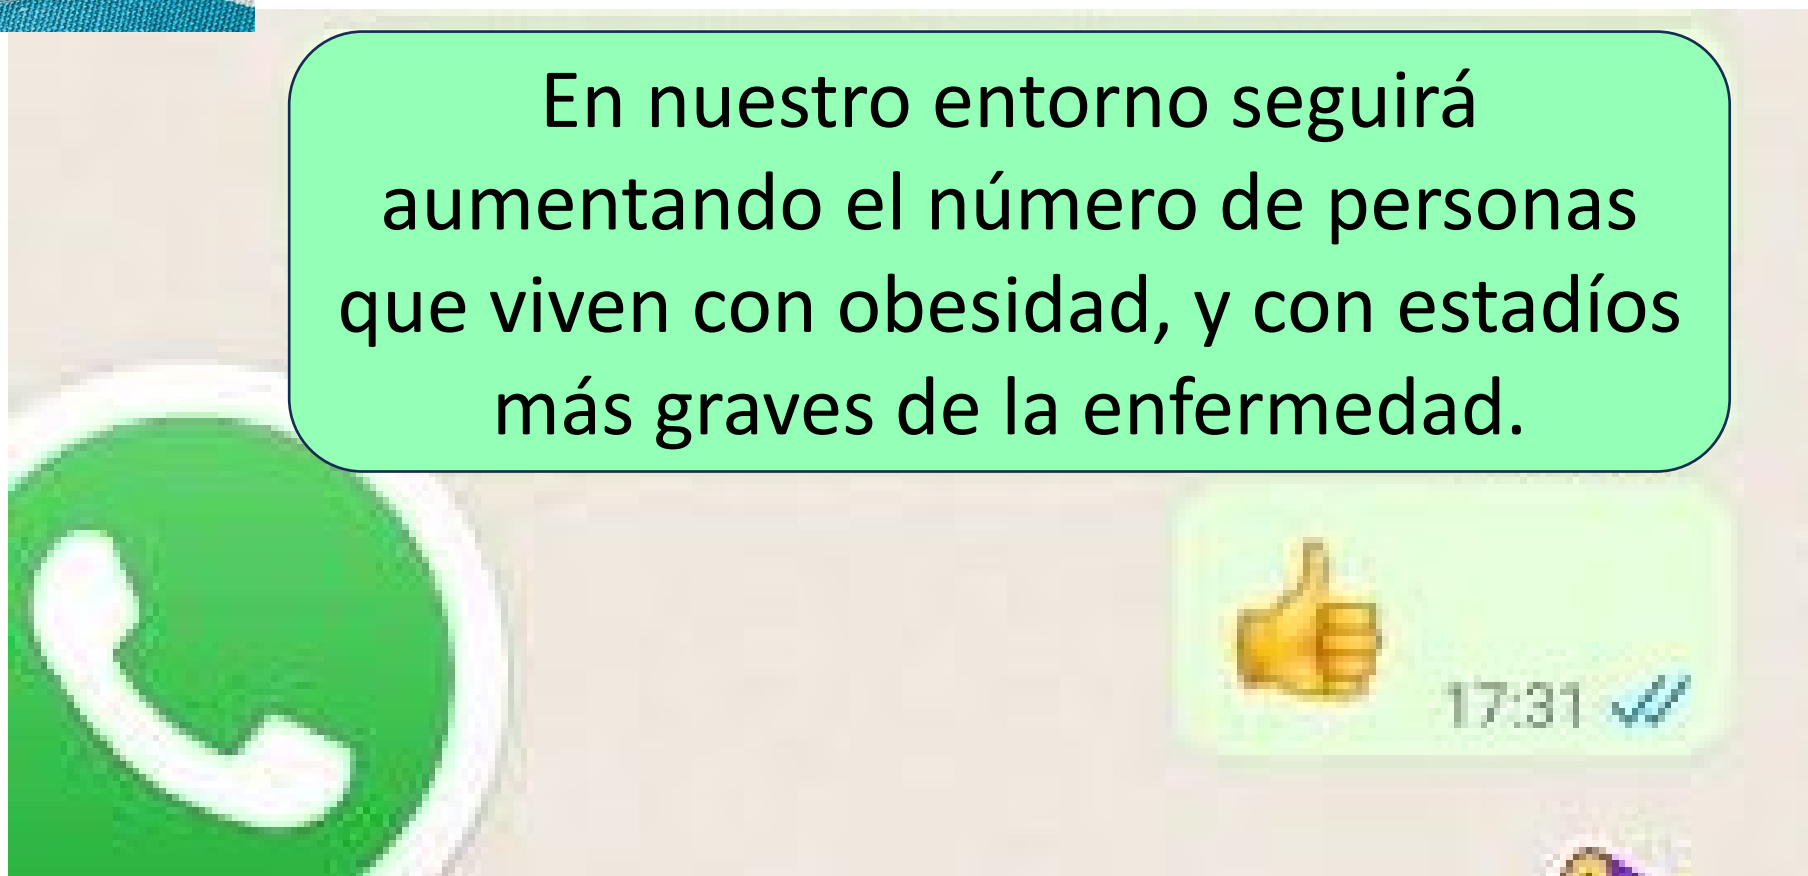 En nuestro entorno seguirá
aumentando el número de personas
que viven con obesidad, y con estadíos
más graves de la enfermedad.
17:31